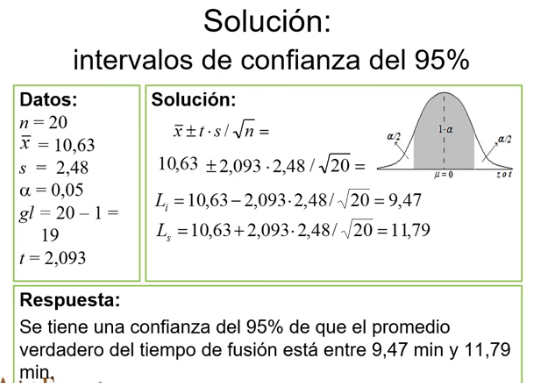 Solución:
intervalos de confianza del 95%
Datos:
n = 20
x̄ = 10,63
s = 2,48
α = 0,05
gl = 20 – 1 =
19
t = 2,093
Solución:
x̄ ± t · s / √n =
10,63 ± 2,093 · 2,48 / √20 =
Lᵢ = 10,63 – 2,093 · 2,48 / √20 = 9,47
Lₛ = 10,63 + 2,093 · 2,48 / √20 = 11,79
α/2
1-α
α/2
μ = 0
z o t
Respuesta:
Se tiene una confianza del 95% de que el promedio
verdadero del tiempo de fusión está entre 9,47 min y 11,79
min.